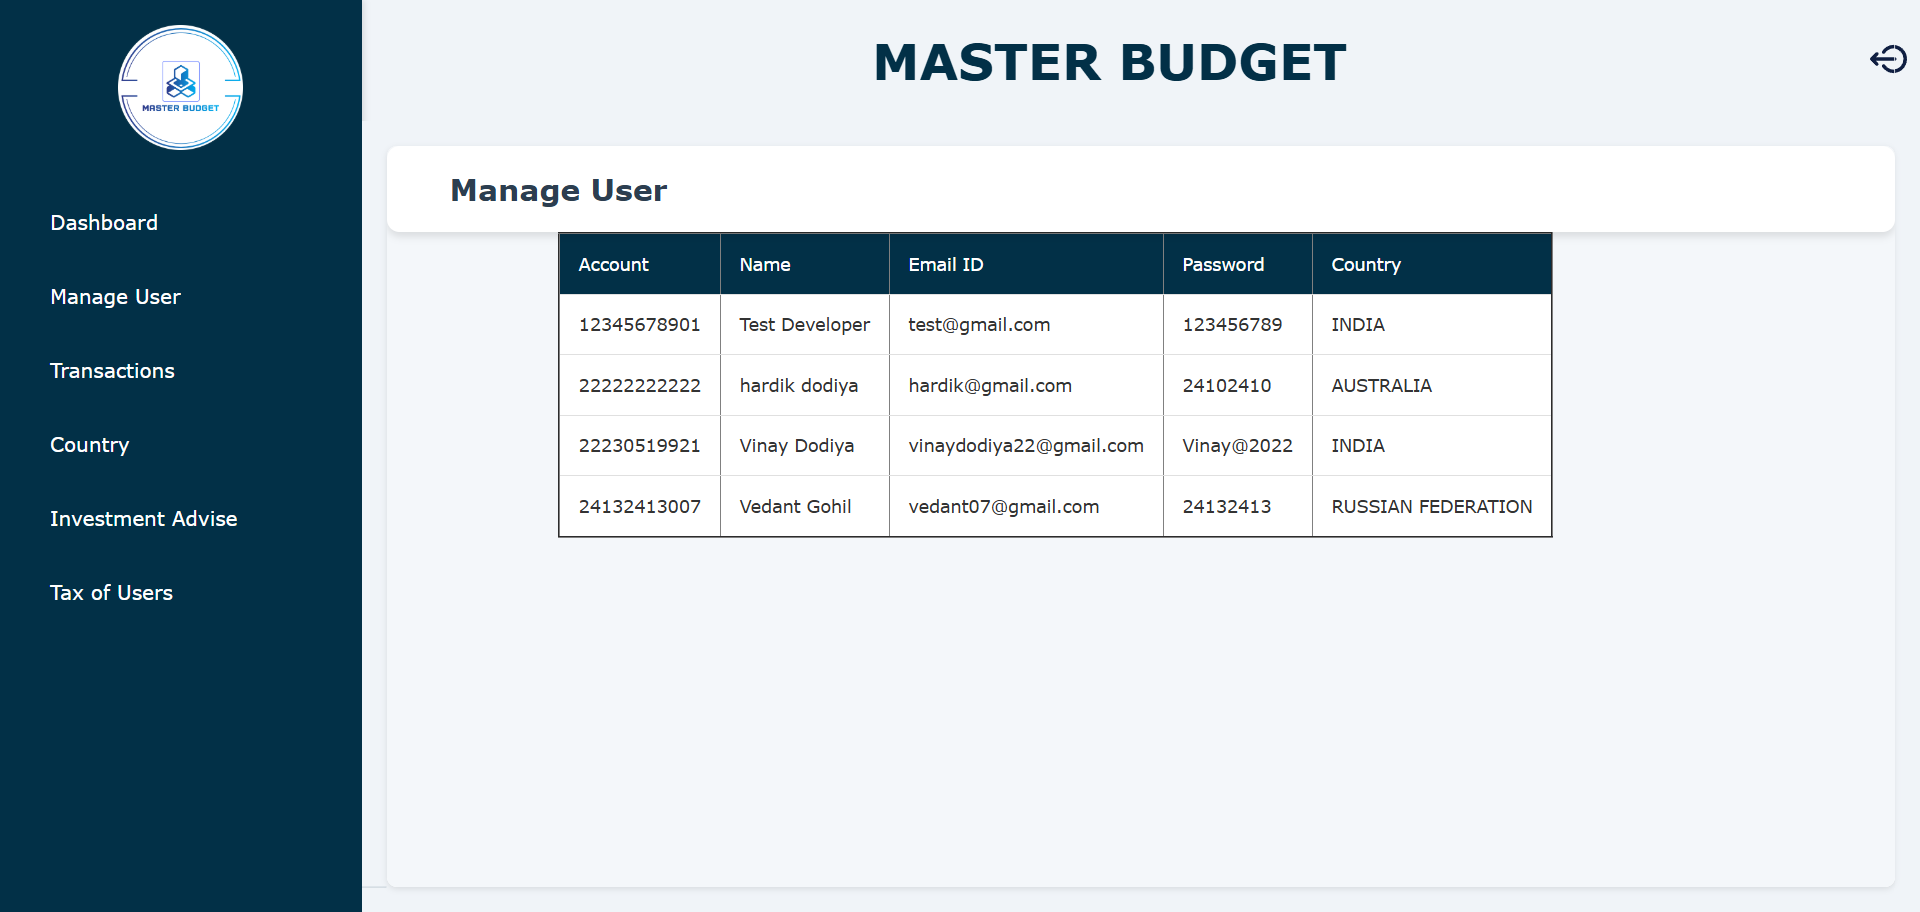 MASTER BUDGET
MASTER BUDGET
Dashboard
Manage User
Transactions
Country
Investment Advise
Tax of Users
Manage User
Account Name Email ID Password Country
12345678901 Test Developer test@gmail.com 123456789 INDIA
22222222222 hardik dodiya hardik@gmail.com 24102410 AUSTRALIA
22230519921 Vinay Dodiya vinaydodiya22@gmail.com Vinay@2022 INDIA
24132413007 Vedant Gohil vedant07@gmail.com 24132413 RUSSIAN FEDERATION